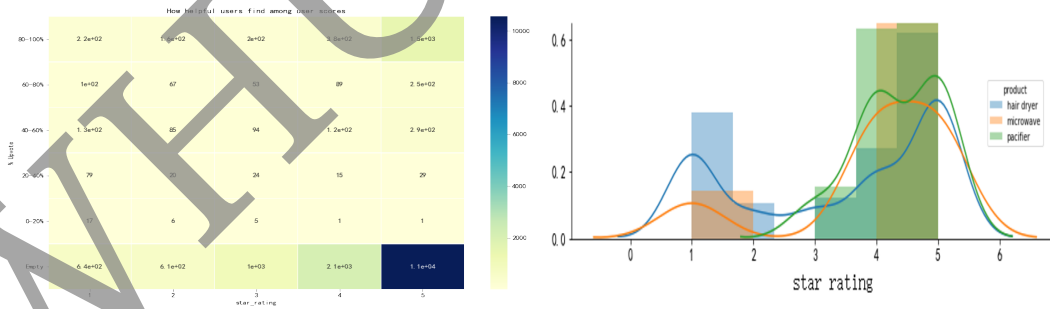 How helpful users find among user scores
80-100% 2.2e+02 2e+02
60-80% 1e+02 67 53 89 2.5e+02
40-60% 1.3e+02 85 94 1.2e+02 2.9e+02
79 24 15 29
0-20% 6 5 1 1
Empty 6.4e+02 6.1e+02 1e+03 2.1e+03 1.1e+04
1 2 3 4 5
star_rating
% Upvote
10000
8000
6000
4000
2000
0.6
0.4
0.2
0.0
0 1 2 3 4 5 6
star rating
product
hair dryer
microwave
pacifier